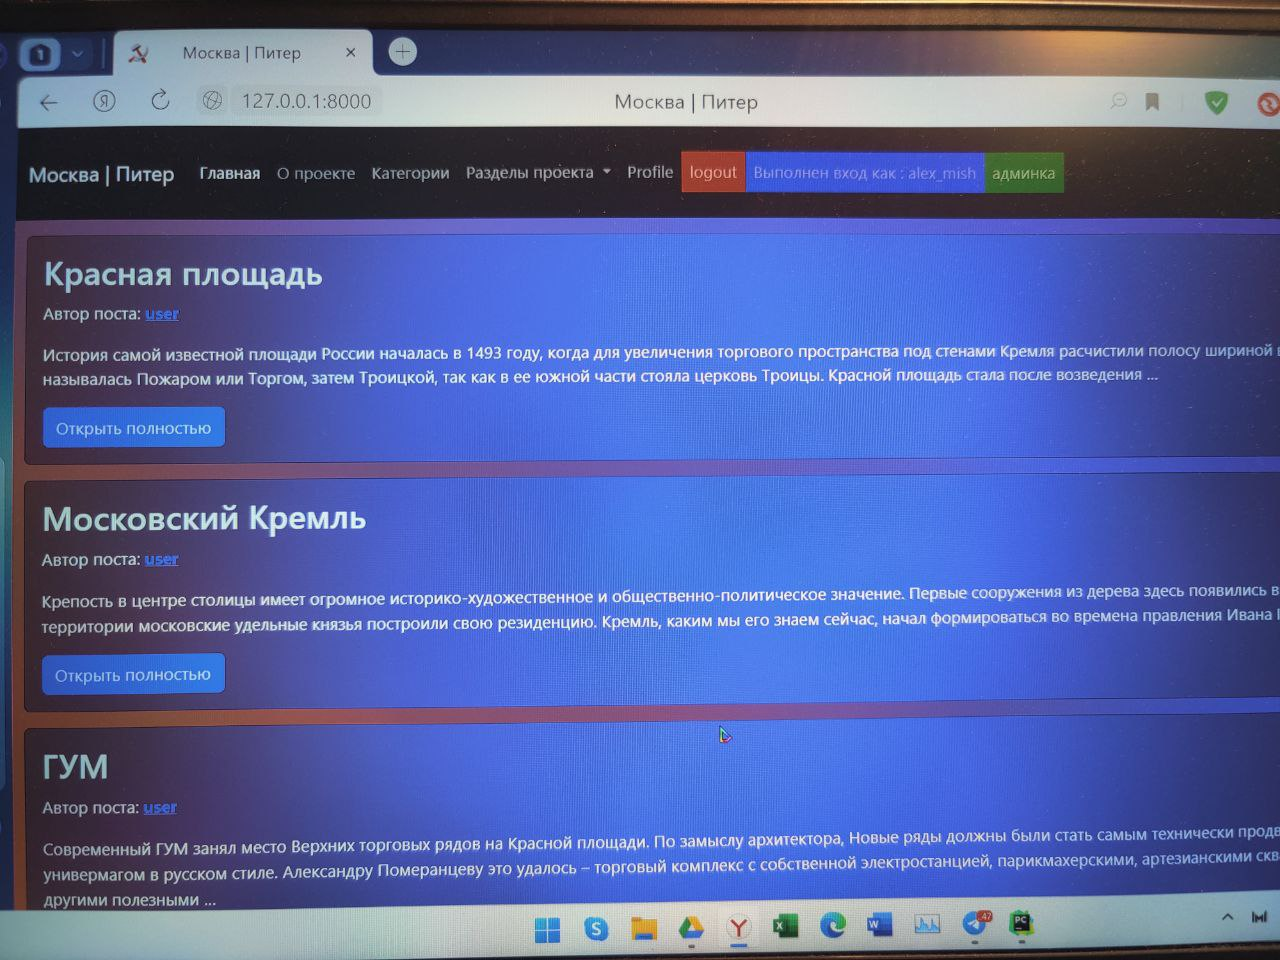 1
Москва | Питер
Я 127.0.0.1:8000 Москва | Питер
Москва | Питер Главная О проекте Категории Разделы проекта Profile logout Выполнен вход как : alex_mish админка
Красная площадь
Автор поста: user
История самой известной площади России началась в 1493 году, когда для увеличения торгового пространства под стенами Кремля расчистили полосу шириной
называлась Пожаром или Торгом, затем Троицкой, так как в ее южной части стояла церковь Троицы. Красной площадь стала после возведения ...
Открыть полностью
Московский Кремль
Автор поста: user
Крепость в центре столицы имеет огромное историко-художественное и общественно-политическое значение. Первые сооружения из дерева здесь появились в
территории московские удельные князья построили свою резиденцию. Кремль, каким мы его знаем сейчас, начал формироваться во времена правления Ивана
Открыть полностью
ГУМ
Автор поста: user
Современный ГУМ занял место Верхних торговых рядов на Красной площади. По замыслу архитектора, Новые ряды должны были стать самым технически
универмагом в русском стиле. Александру Померанцеву это удалось – торговый комплекс с собственной электростанцией, парикмахерскими, артезианскими
другими полезными ...
S Y X W 47 PC